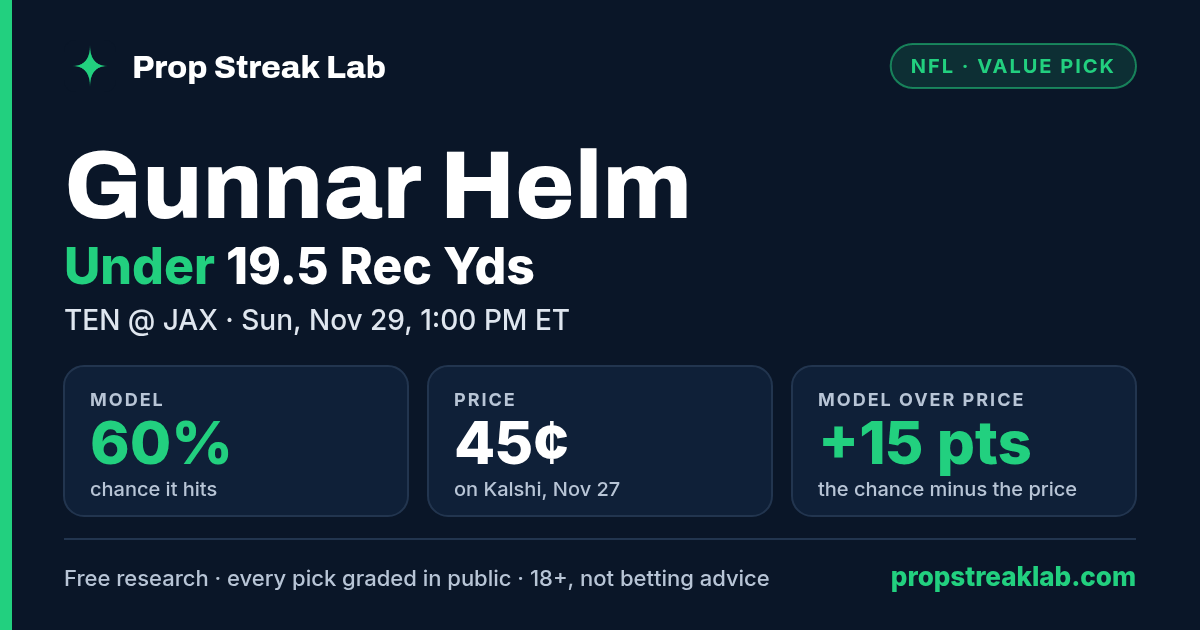 Prop Streak Lab
NFL · VALUE PICK
Gunnar Helm
Under 19.5 Rec Yds
TEN @ JAX · Sun, Nov 29, 1:00 PM ET
MODEL
60%
chance it hits
PRICE
45¢
on Kalshi, Nov 27
MODEL OVER PRICE
+15 pts
the chance minus the price
Free research · every pick graded in public · 18+, not betting advice
propstreaklab.com